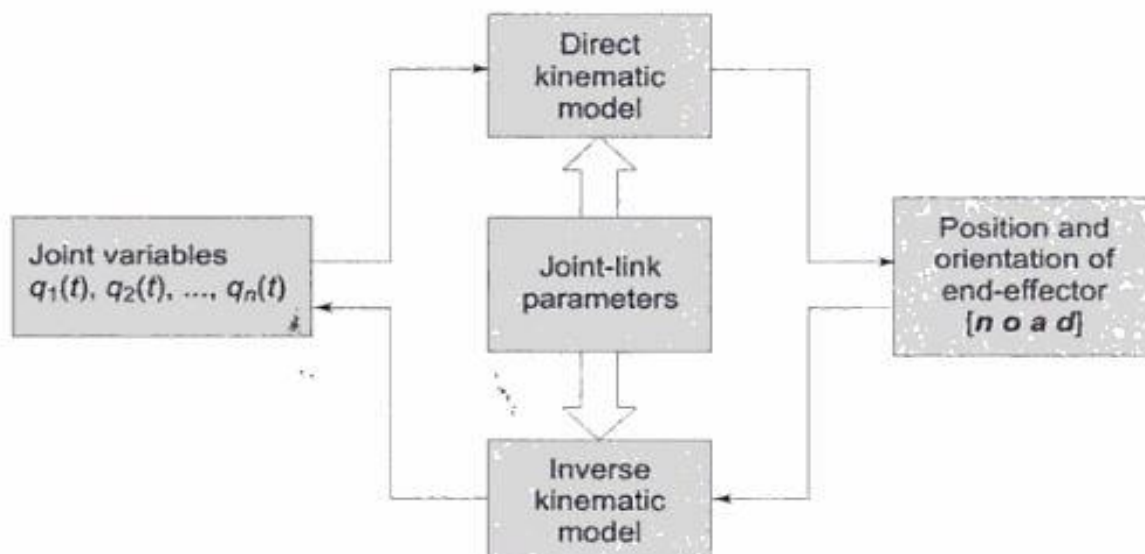 Direct
kinematic
model
Joint variables
q1(t), q2(t), ..., qn(t)
Joint-link
parameters
Position and
orientation of
end-effector
[n o a d]
Inverse
kinematic
model